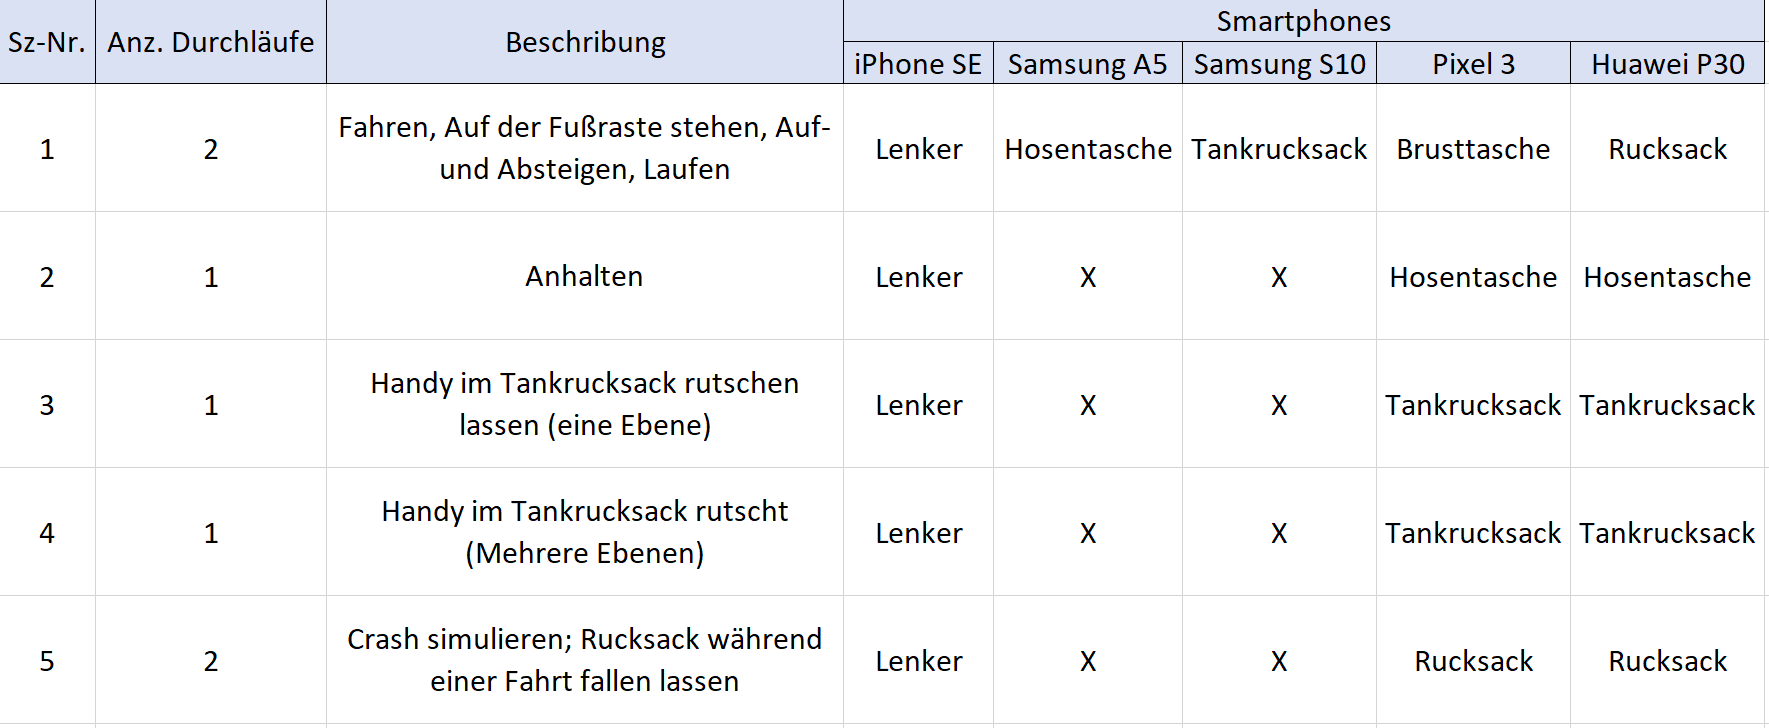 Smartphones
Sz-Nr. Anz. Durchläufe Beschribung
iPhone SE Samsung A5 Samsung S10 Pixel 3 Huawei P30
Fahren, Auf der Fußraste stehen, Auf-
1 2 Lenker Hosentasche Tankrucksack Brusttasche Rucksack
und Absteigen, Laufen
2 1 Anhalten Lenker X X Hosentasche Hosentasche
Handy im Tankrucksack rutschen
3 1 Lenker X X Tankrucksack Tankrucksack
lassen (eine Ebene)
Handy im Tankrucksack rutscht
4 1 Lenker X X Tankrucksack Tankrucksack
(Mehrere Ebenen)
Crash simulieren; Rucksack während
5 2 Lenker X X Rucksack Rucksack
einer Fahrt fallen lassen